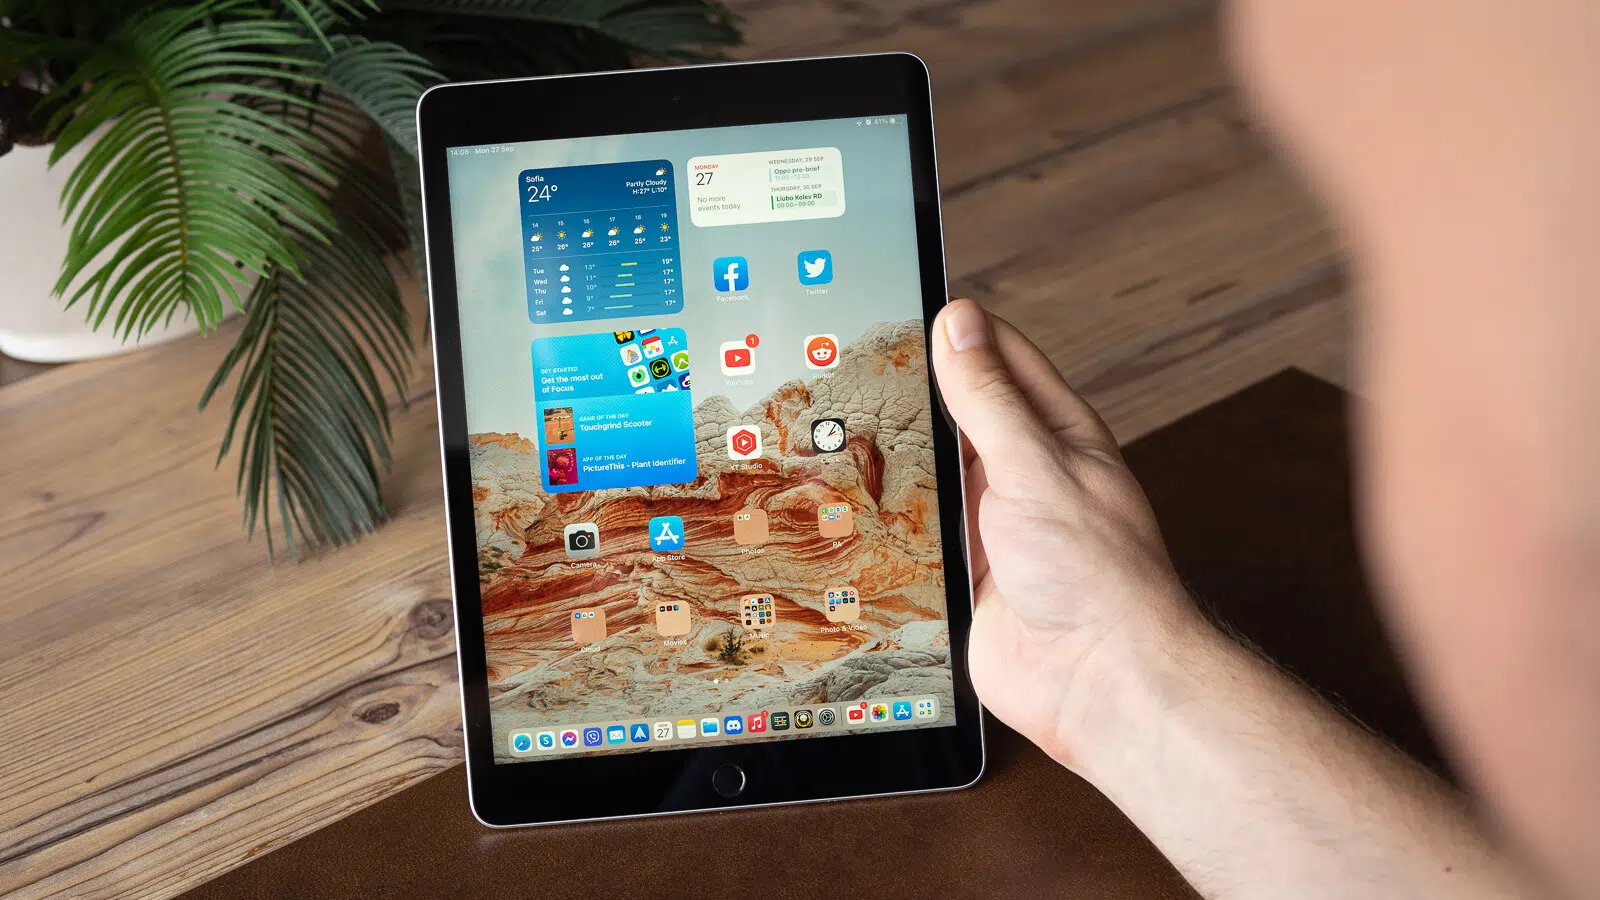 14:06 Mon 27 Sep
41%
Sofia
24°
Partly Cloudy
H:27° L:10°
14 15 16 17 18 19
25° 26° 26° 26° 25° 23°
Tue 13° 19°
Wed 11° 17°
Thu 10° 17°
Fri 9° 17°
Sat 7° 17°
MONDAY
27
No more
events today
WEDNESDAY, 29 SEP
Oppo pre-brief
11:00–12:00
THURSDAY, 30 SEP
Liubo Kolev RD
08:00–09:00
Facebook
Twitter
GET STARTED
Get the most out
of Focus
GAME OF THE DAY
Touchgrind Scooter
APP OF THE DAY
PictureThis - Plant Identifier
1
YouTube
Reddit
YT Studio
Clock
Camera
App Store
Photos
PA
Cloud
Movies
Music
Photo & Video
27